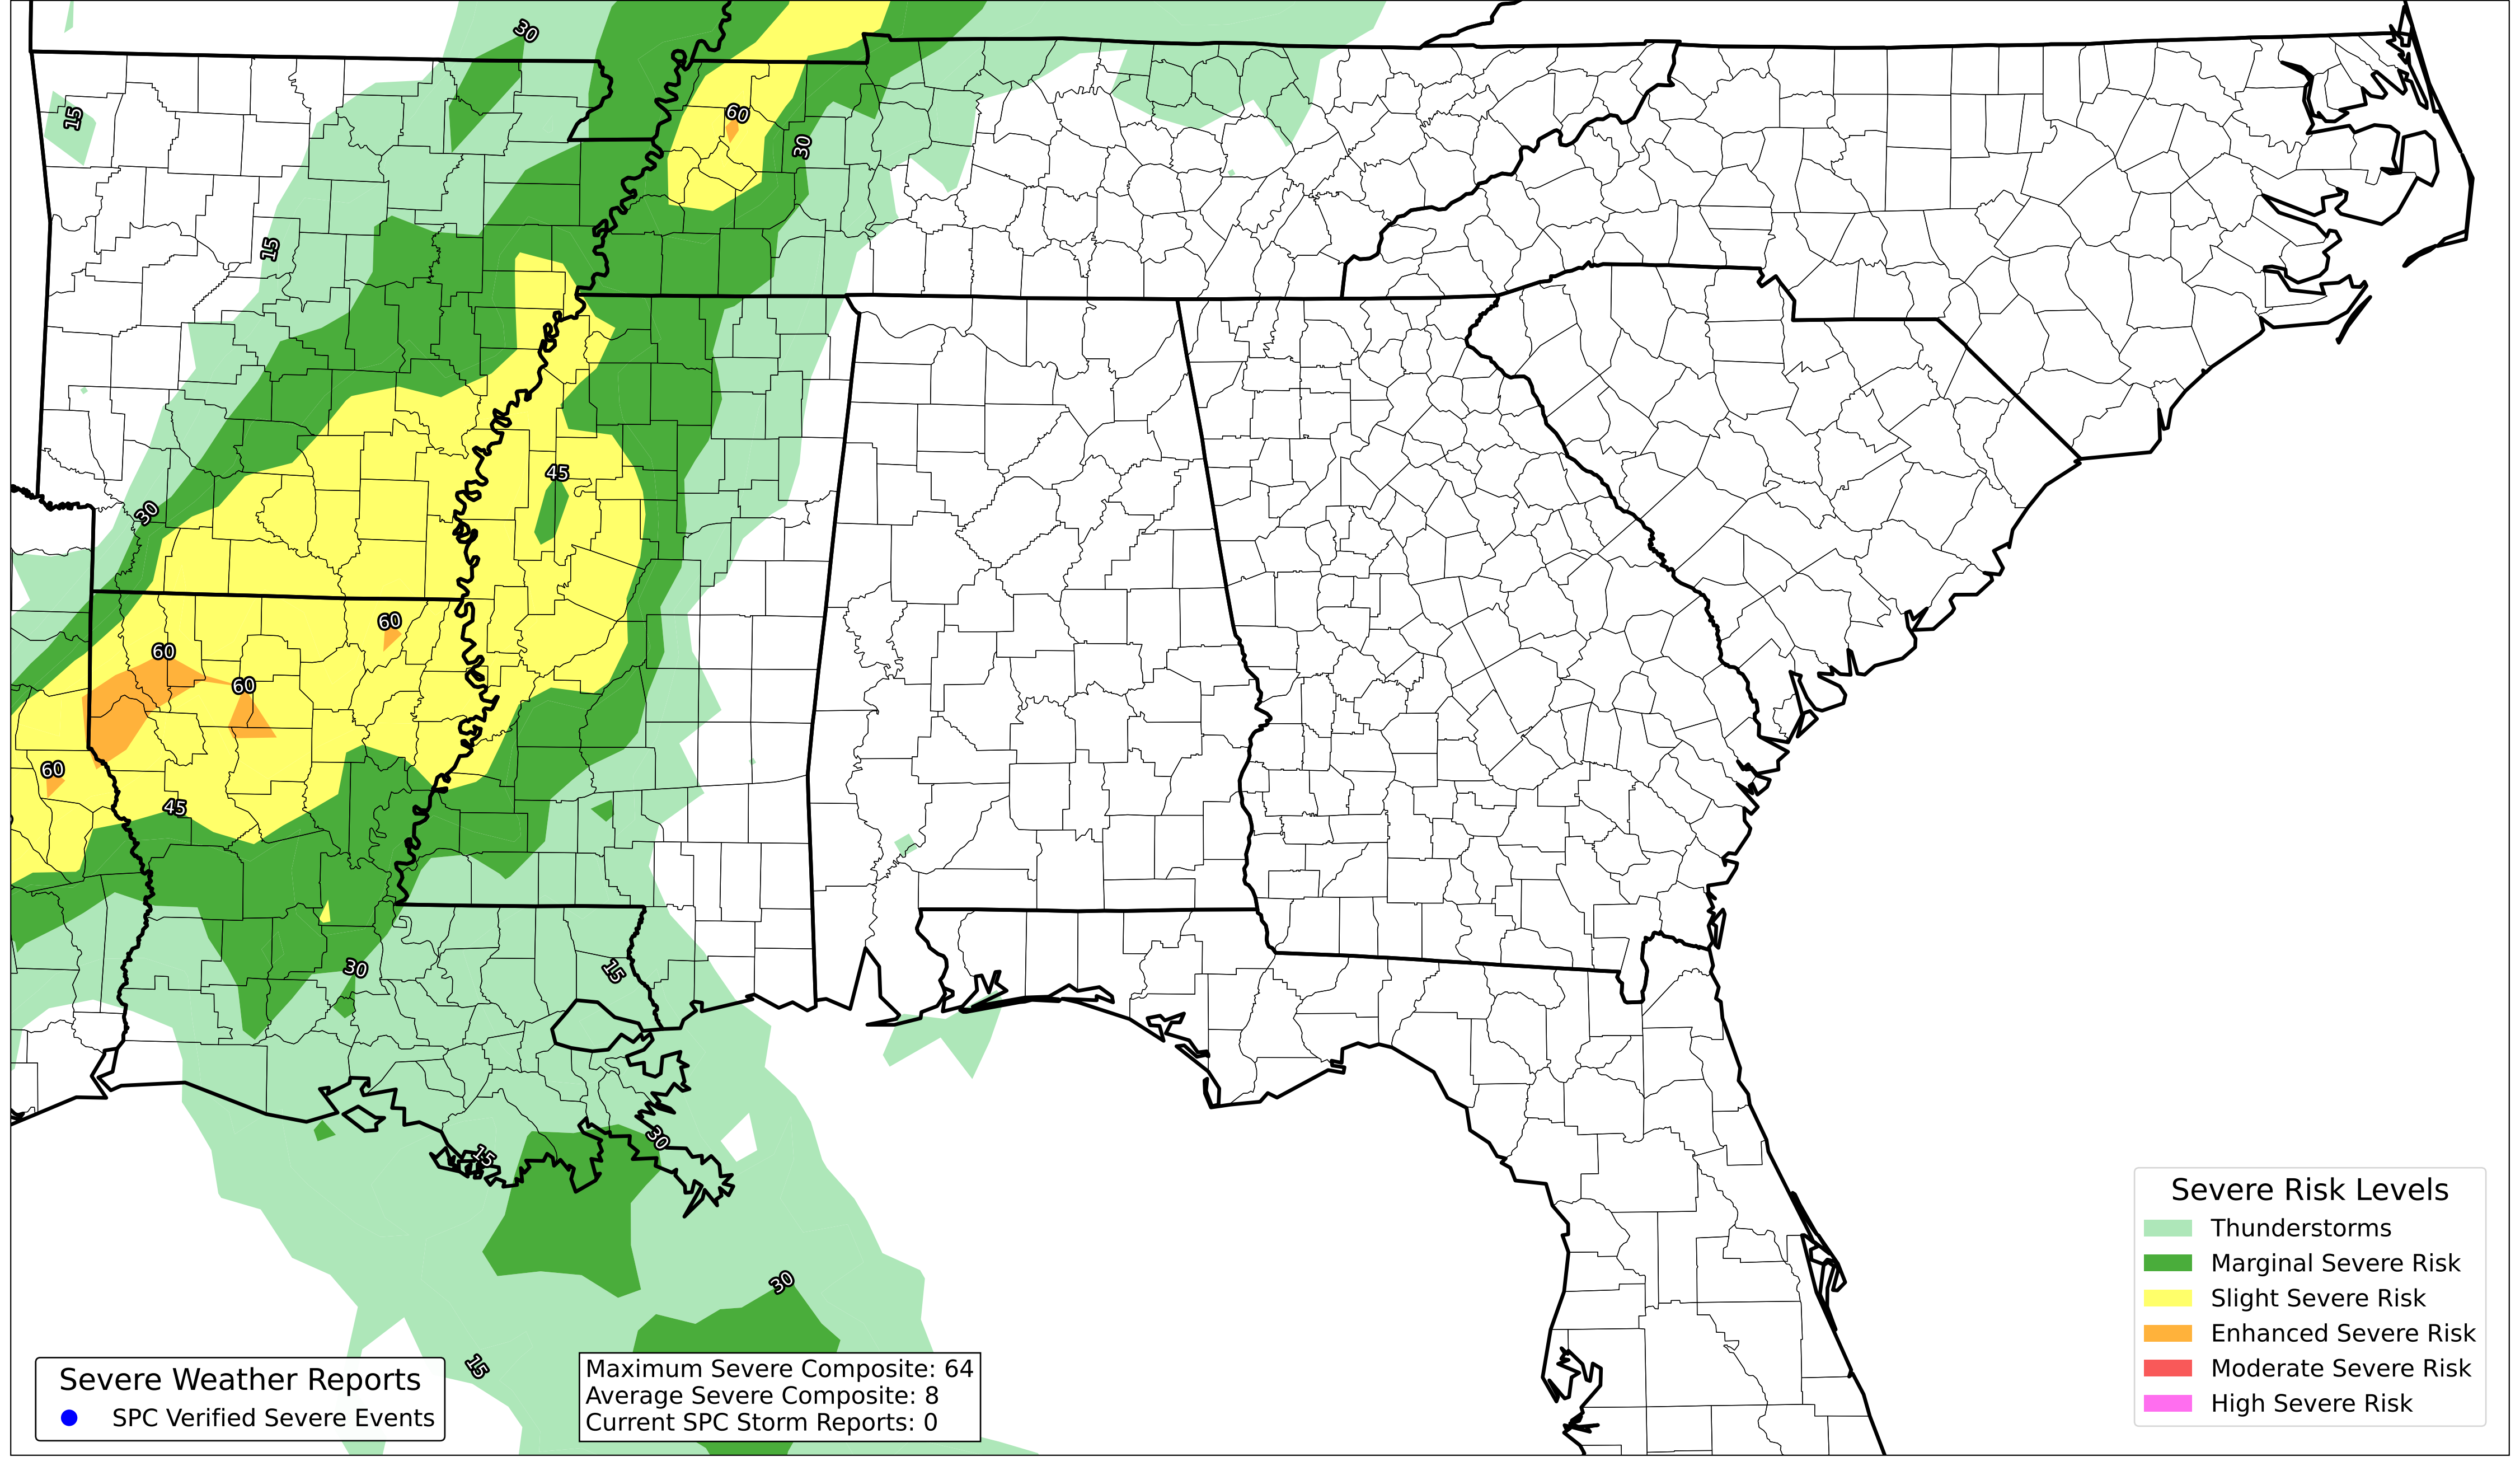 30
15
60
30
15
45
30
60
60
60
60
45
30
15
30
15
30
15
Severe Risk Levels
Thunderstorms
Marginal Severe Risk
Slight Severe Risk
Enhanced Severe Risk
Moderate Severe Risk
High Severe Risk
Severe Weather Reports
SPC Verified Severe Events
Maximum Severe Composite: 64
Average Severe Composite: 8
Current SPC Storm Reports: 0